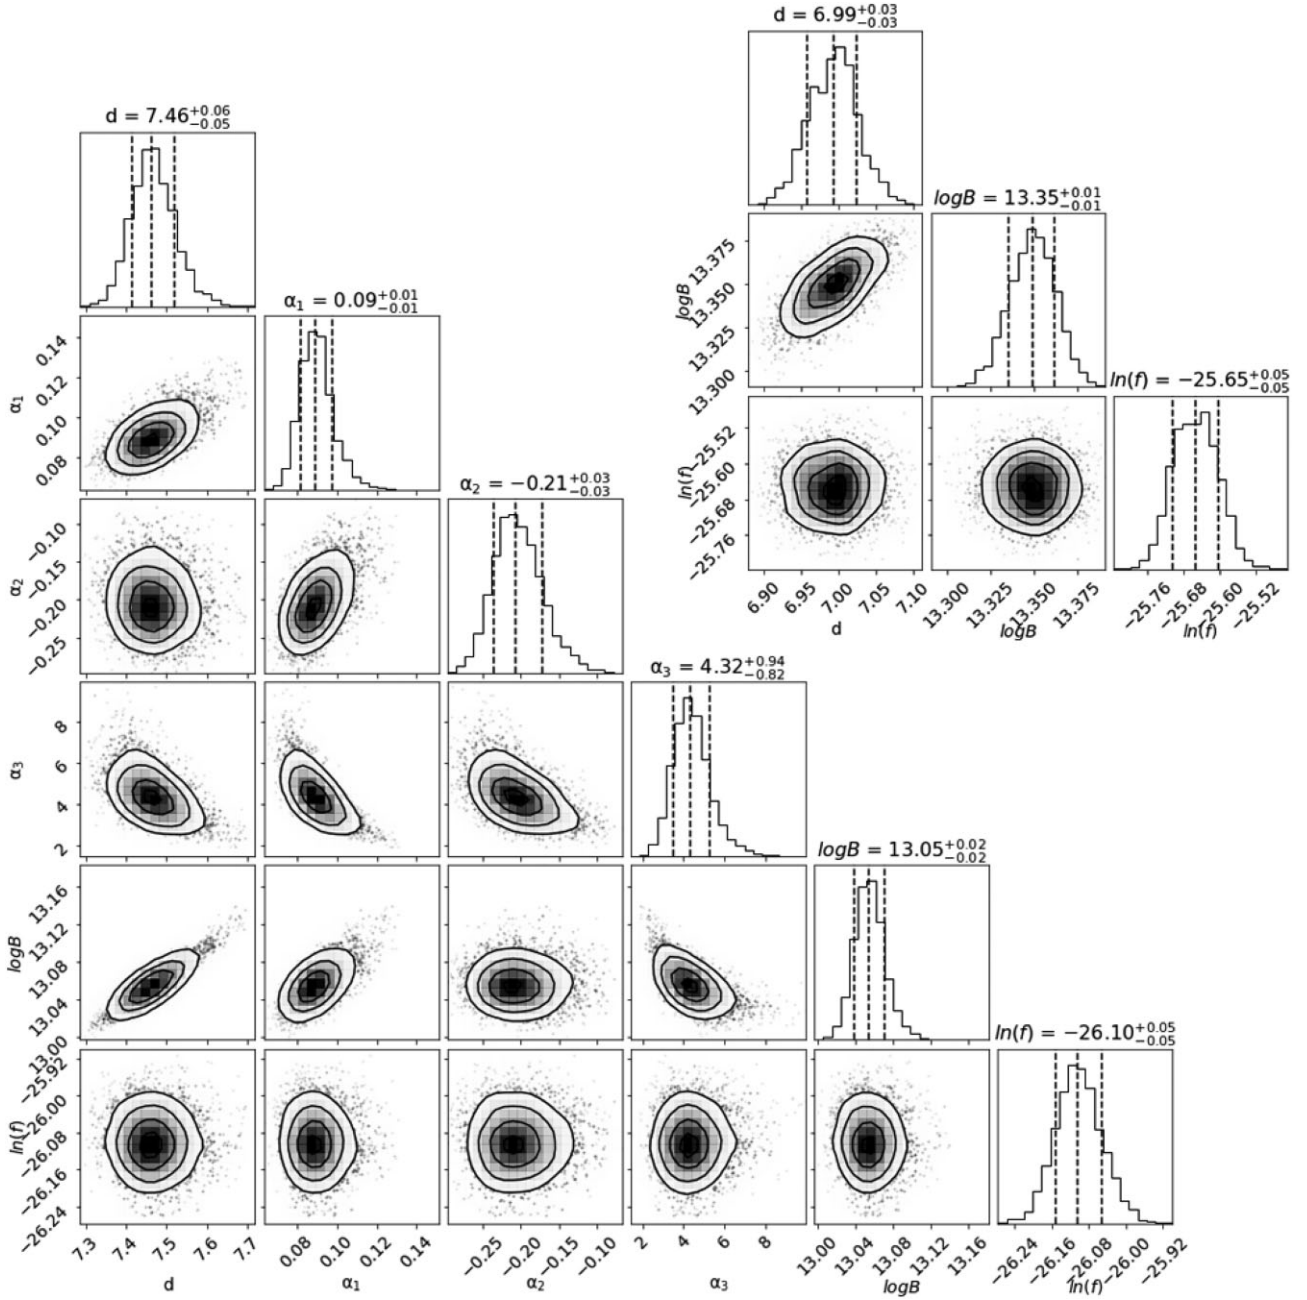 d = 6.99+0.03−0.03
d = 7.46+0.06−0.05
logB = 13.35+0.01−0.01
13.375
13.350
13.325
13.300
logB
α1 = 0.09+0.01−0.01
ln(f) = −25.65+0.05−0.05
0.14
0.12
0.10
0.08
α1
−25.52
−25.60
−25.68
−25.76
ln(f)
α2 = −0.21+0.03−0.03
−0.10
−0.15
−0.20
−0.25
α2
6.90 6.95 7.00 7.05 7.10 13.300 13.325 13.350 13.375 −25.76 −25.68 −25.60 −25.52
d logB ln(f)
α3 = 4.32+0.94−0.82
8
6
4
2
α3
logB = 13.05+0.02−0.02
13.16
13.12
13.08
13.04
13.00
logB
ln(f) = −26.10+0.05−0.05
−25.92
−26.00
−26.08
−26.16
−26.24
ln(f)
7.3 7.4 7.5 7.6 7.7 0.08 0.10 0.12 0.14 −0.25 −0.20 −0.15 −0.10 2 4 6 8 13.00 13.04 13.08 13.12 13.16 −26.24 −26.16 −26.08 −26.00 −25.92
d α1 α2 α3 logB ln(f)